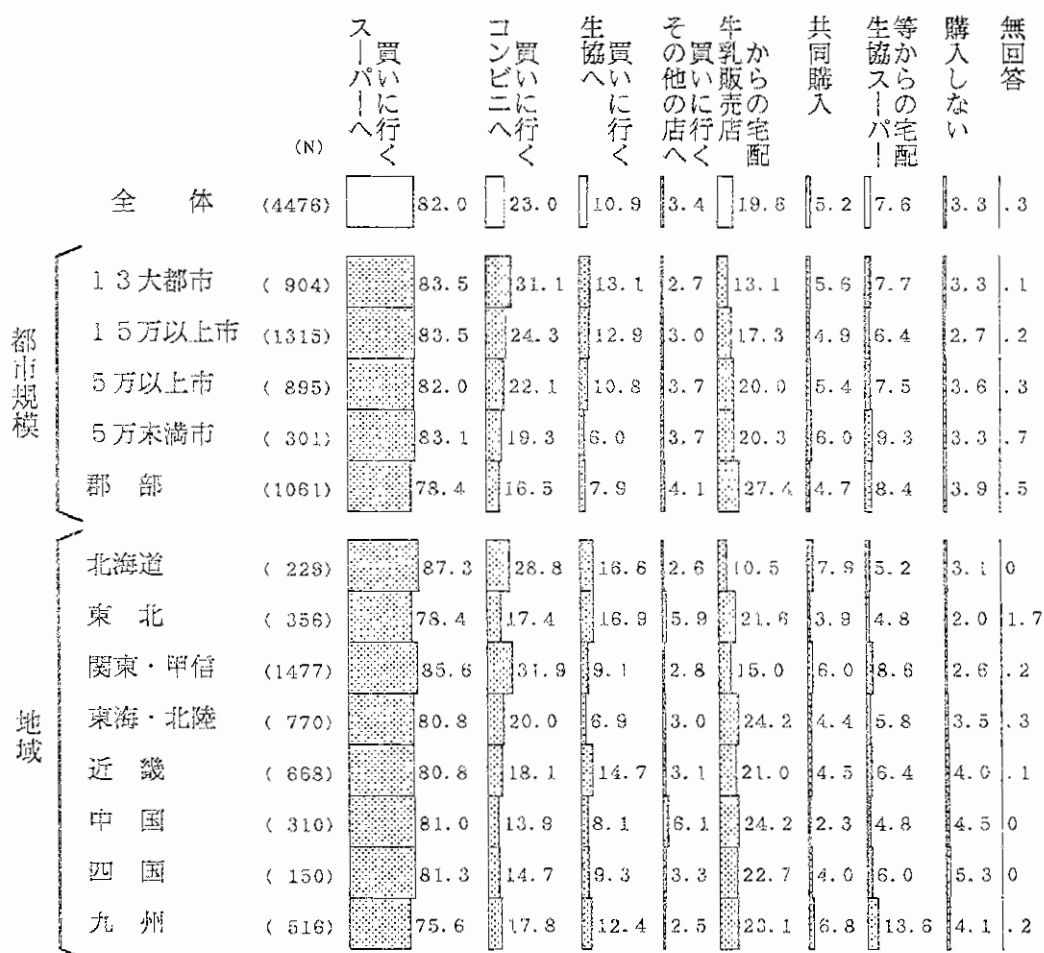 スーパーへ
買いに行く
コンビニへ
買いに行く
生協へ
買いに行く
その他の店へ
買いに行く
牛乳販売店
からの宅配
共同購入
生協スーパー
等からの宅配
購入しない
無回答
(N)
全 体 (4476) 82.0 23.0 10.9 3.4 19.6 5.2 7.6 3.3 .3
都市規模
13大都市 ( 904) 83.5 31.1 13.1 2.7 13.1 5.6 7.7 3.3 .1
15万以上市 (1315) 83.5 24.3 12.9 3.0 17.3 4.9 6.4 2.7 .2
5万以上市 ( 895) 82.0 22.1 10.8 3.7 20.0 5.4 7.5 3.6 .3
5万未満市 ( 301) 83.1 19.3 6.0 3.7 20.3 6.0 9.3 3.3 .7
郡 部 (1061) 78.4 16.5 7.9 4.1 27.4 4.7 8.4 3.9 .5
地域
北海道 ( 229) 87.3 28.8 16.6 2.6 10.5 7.9 5.2 3.1 0
東 北 ( 356) 78.4 17.4 16.9 5.9 21.6 3.9 4.8 2.0 1.7
関東・甲信 (1477) 85.6 31.9 9.1 2.8 15.0 6.0 8.6 2.6 .2
東海・北陸 ( 770) 80.8 20.0 6.9 3.0 24.2 4.4 5.8 3.5 .3
近 畿 ( 668) 80.8 18.1 14.7 3.1 21.0 4.5 6.4 4.0 .1
中 国 ( 310) 81.0 13.9 8.1 6.1 24.2 2.3 4.8 4.5 0
四 国 ( 150) 81.3 14.7 9.3 3.3 22.7 4.0 6.0 5.3 0
九 州 ( 516) 75.6 17.8 12.4 2.5 23.1 6.8 13.6 4.1 .2